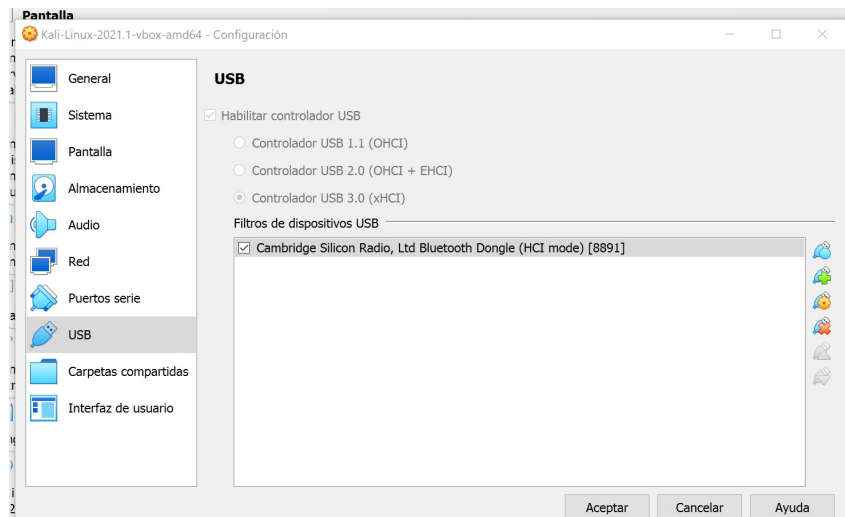 Pantalla
Kali-Linux-2021.1-vbox-amd64 - Configuración
General
Sistema
Pantalla
Almacenamiento
Audio
Red
Puertos serie
USB
Carpetas compartidas
Interfaz de usuario
USB
Habilitar controlador USB
Controlador USB 1.1 (OHCI)
Controlador USB 2.0 (OHCI + EHCI)
Controlador USB 3.0 (xHCI)
Filtros de dispositivos USB
Cambridge Silicon Radio, Ltd Bluetooth Dongle (HCI mode) [8891]
Aceptar Cancelar Ayuda